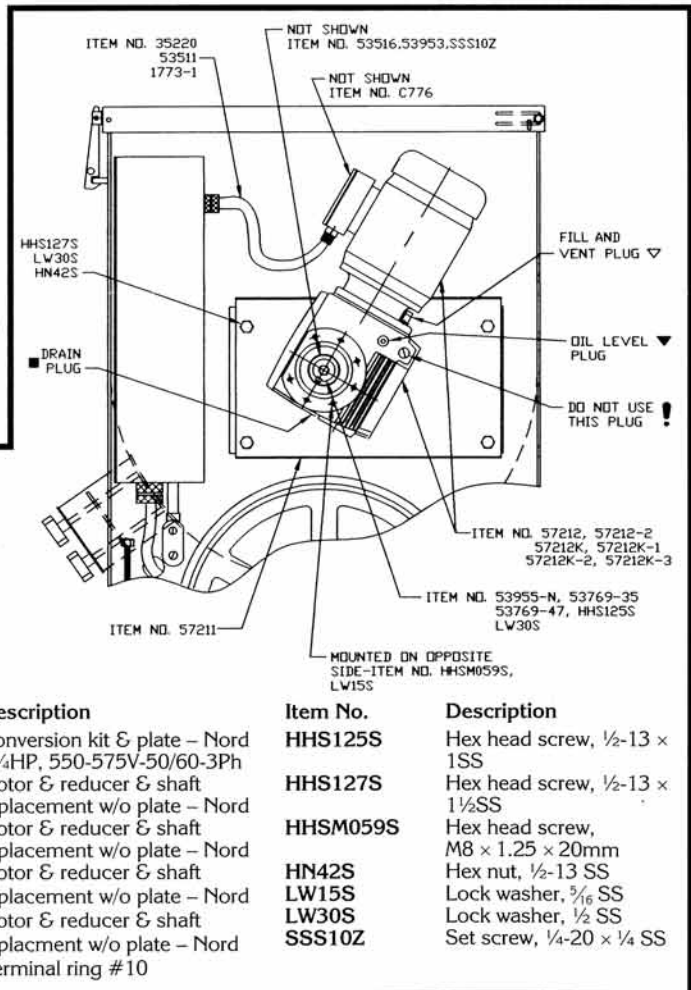 NOT SHOWN
ITEM NO. 53516,53953,SSS10Z
ITEM NO. 35220
53511
1773-1
NOT SHOWN
ITEM NO. C776
HHS127S
LW30S
HN42S
FILL AND
VENT PLUG ▽
■ DRAIN
PLUG
OIL LEVEL ▼
PLUG
DO NOT USE !
THIS PLUG
ITEM NO. 57212, 57212-2
57212K, 57212K-1
57212K-2, 57212K-3
ITEM NO. 53955-N, 53769-35
53769-47, HHS125S
LW30S
ITEM NO. 57211
MOUNTED ON OPPOSITE
SIDE-ITEM NO. HHSM059S,
LW15S
escription
onversion kit & plate – Nord
¼HP, 550-575V-50/60-3Ph
otor & reducer & shaft
placement w/o plate – Nord
otor & reducer & shaft
placement w/o plate – Nord
otor & reducer & shaft
placement w/o plate – Nord
otor & reducer & shaft
placment w/o plate – Nord
erminal ring #10
Item No. Description
HHS125S Hex head screw, ½-13 ×
1SS
HHS127S Hex head screw, ½-13 ×
1½SS
HHSM059S Hex head screw,
M8 × 1.25 × 20mm
HN42S Hex nut, ½-13 SS
LW15S Lock washer, 5⁄16 SS
LW30S Lock washer, ½ SS
SSS10Z Set screw, ¼-20 × ¼ SS